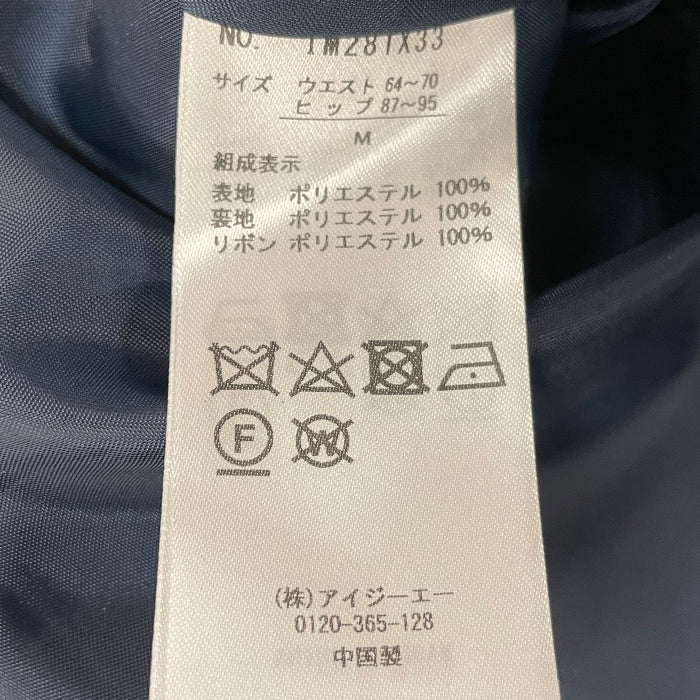 NO. IM281X33
サイズ ウエスト 64~70
ヒップ 87~95
M
組成表示
表地 ポリエステル 100%
裏地 ポリエステル 100%
リボン ポリエステル 100%
F
W
(株)アイジーエー
0120-365-128
中国製